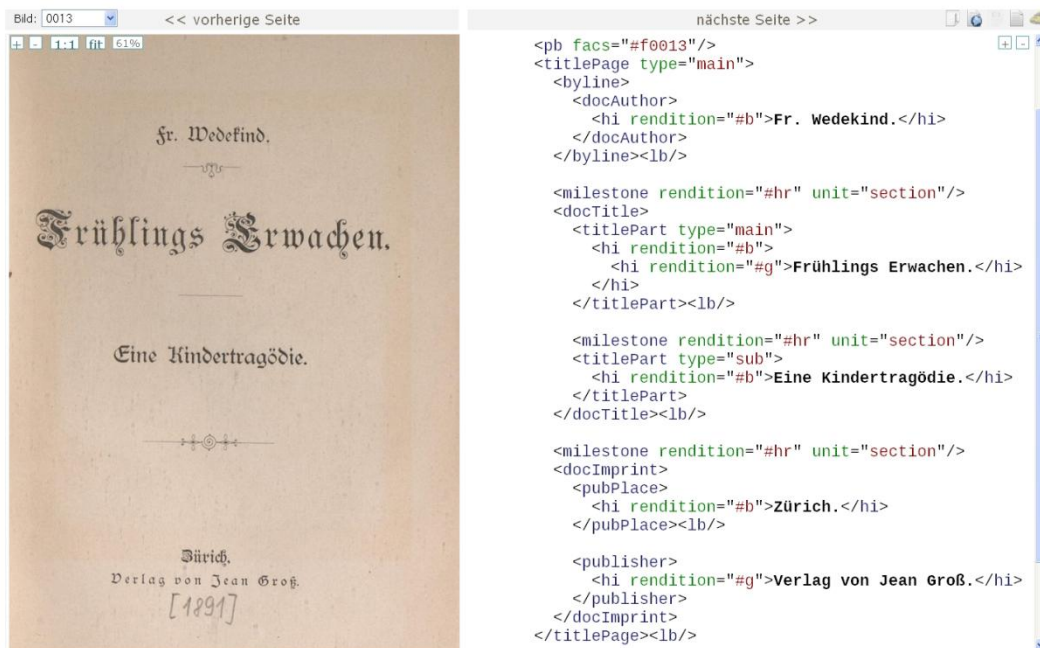 Bild: 0013
<< vorherige Seite
nächste Seite >>
+ - 1:1 fit 61%
Fr. Wedekind.
Frühlings Erwachen.
Eine Kindertragödie.
Zürich.
Verlag von Jean Groß.
[1891]
+ -
<pb facs="#f0013"/>
<titlePage type="main">
<byline>
<docAuthor>
<hi rendition="#b">Fr. Wedekind.</hi>
</docAuthor>
</byline><lb/>
<milestone rendition="#hr" unit="section"/>
<docTitle>
<titlePart type="main">
<hi rendition="#b">
<hi rendition="#g">Frühlings Erwachen.</hi>
</hi>
</titlePart><lb/>
<milestone rendition="#hr" unit="section"/>
<titlePart type="sub">
<hi rendition="#b">Eine Kindertragödie.</hi>
</titlePart>
</docTitle><lb/>
<milestone rendition="#hr" unit="section"/>
<docImprint>
<pubPlace>
<hi rendition="#b">Zürich.</hi>
</pubPlace><lb/>
<publisher>
<hi rendition="#g">Verlag von Jean Groß.</hi>
</publisher>
</docImprint>
</titlePage><lb/>